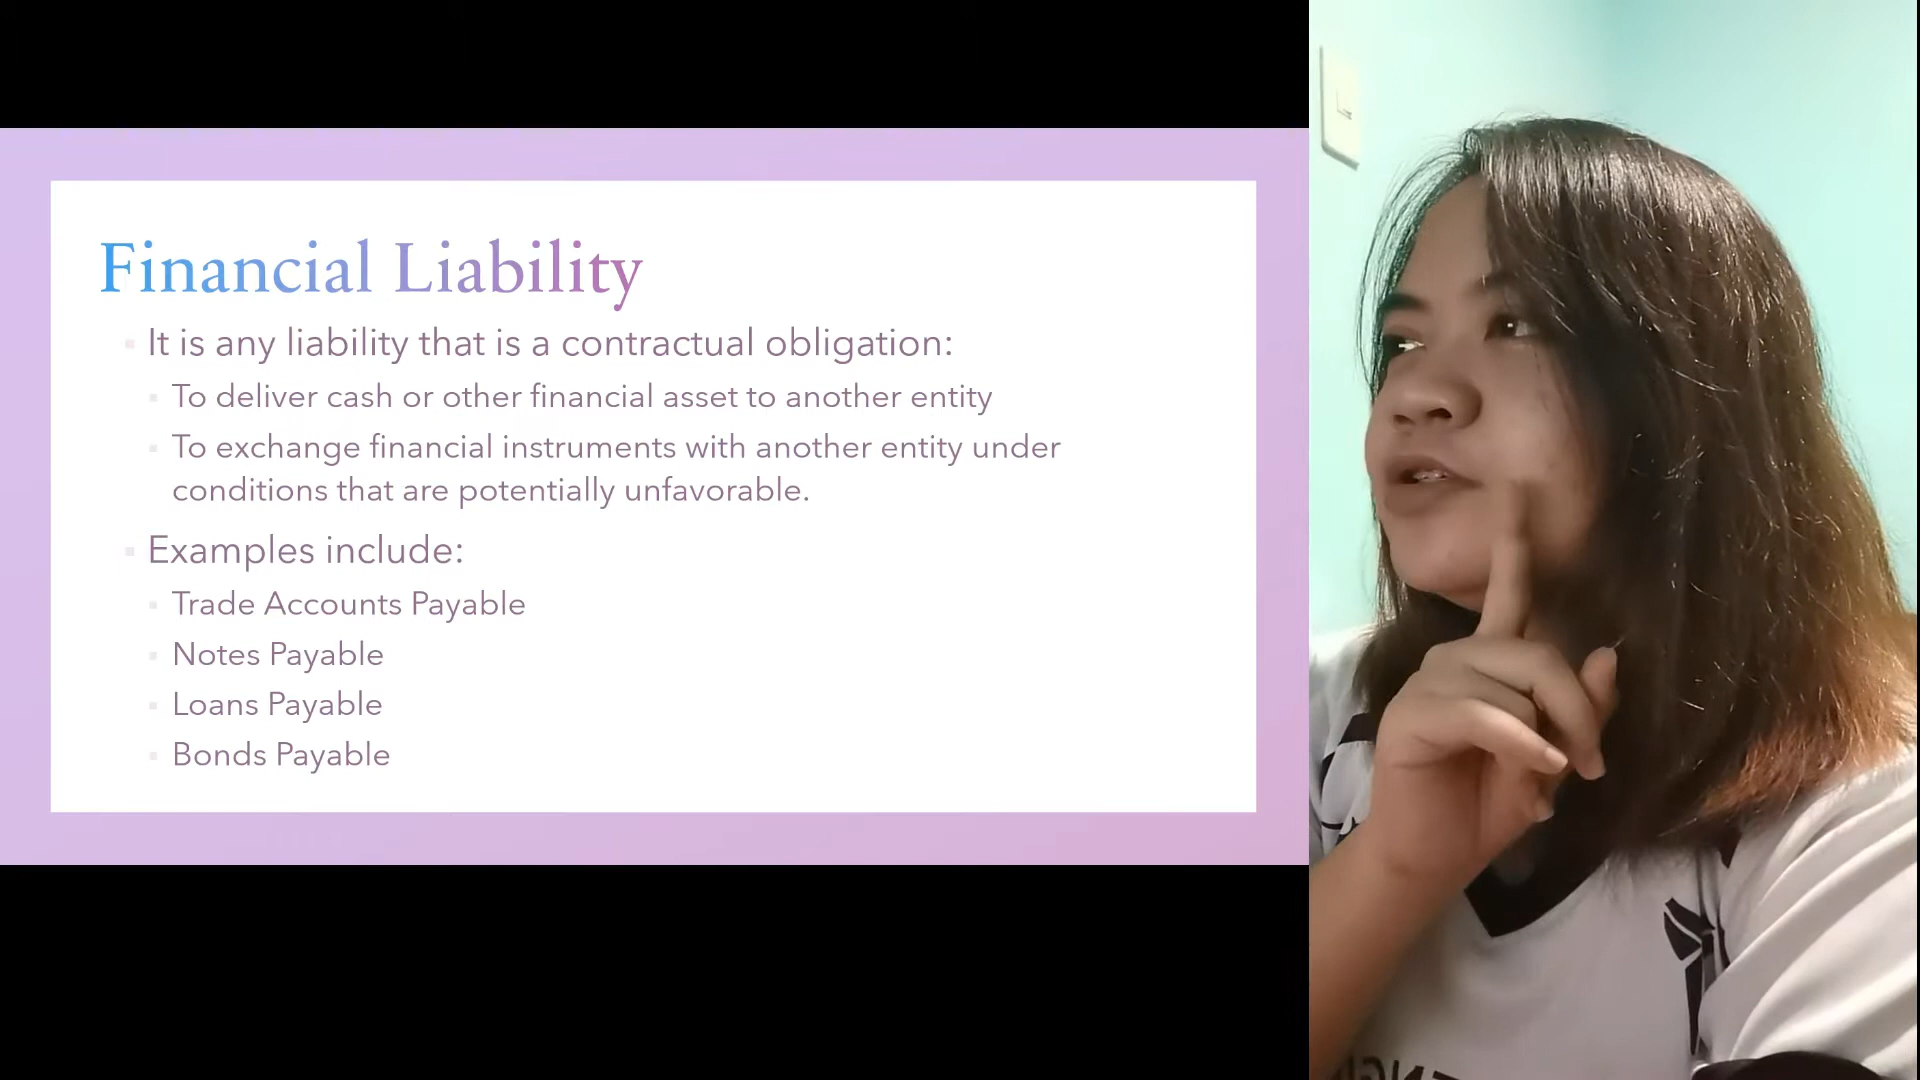 Financial Liability
It is any liability that is a contractual obligation:
To deliver cash or other financial asset to another entity
To exchange financial instruments with another entity under
conditions that are potentially unfavorable.
Examples include:
Trade Accounts Payable
Notes Payable
Loans Payable
Bonds Payable